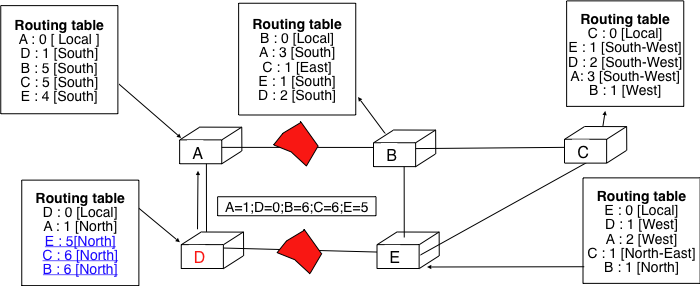 Routing table
A : 0 [ Local ]
D : 1 [South]
B : 5 [South]
C : 5 [South]
E : 4 [South]
Routing table
B : 0 [Local]
A : 3 [South]
C : 1 [East]
E : 1 [South]
D : 2 [South]
Routing table
C : 0 [Local]
E : 1 [South-West]
D : 2 [South-West]
A: 3 [South-West]
B : 1 [West]
A
B
C
Routing table
D : 0 [Local]
A : 1 [North]
E : 5[North]
C : 6 [North]
B : 6 [North]
A=1;D=0;B=6;C=6;E=5
D
E
Routing table
E : 0 [Local]
D : 1 [West]
A : 2 [West]
C : 1 [North-East]
B : 1 [North]